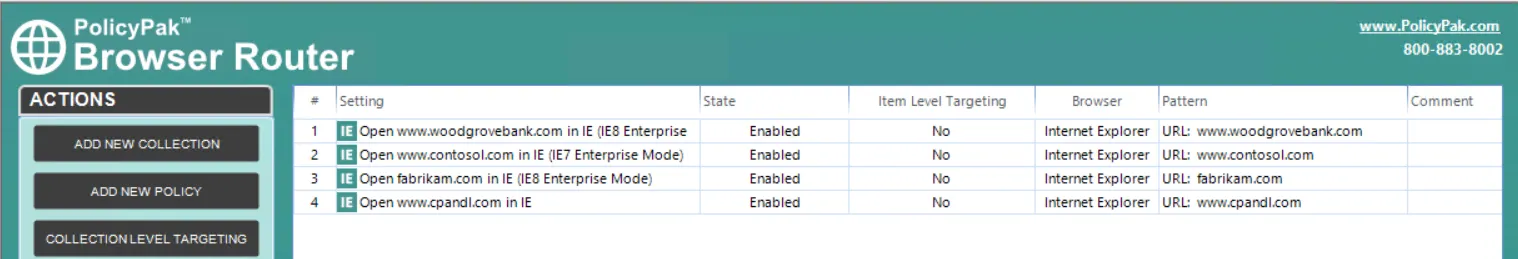 PolicyPak™
Browser Router
www.PolicyPak.com
800-883-8002
ACTIONS
ADD NEW COLLECTION
ADD NEW POLICY
COLLECTION LEVEL TARGETING
# Setting State Item Level Targeting Browser Pattern Comment
1 IE Open www.woodgrovebank.com in IE (IE8 Enterprise Enabled No Internet Explorer URL: www.woodgrovebank.com
2 IE Open www.contosol.com in IE (IE7 Enterprise Mode) Enabled No Internet Explorer URL: www.contosol.com
3 IE Open fabrikam.com in IE (IE8 Enterprise Mode) Enabled No Internet Explorer URL: fabrikam.com
4 IE Open www.cpandl.com in IE Enabled No Internet Explorer URL: www.cpandl.com